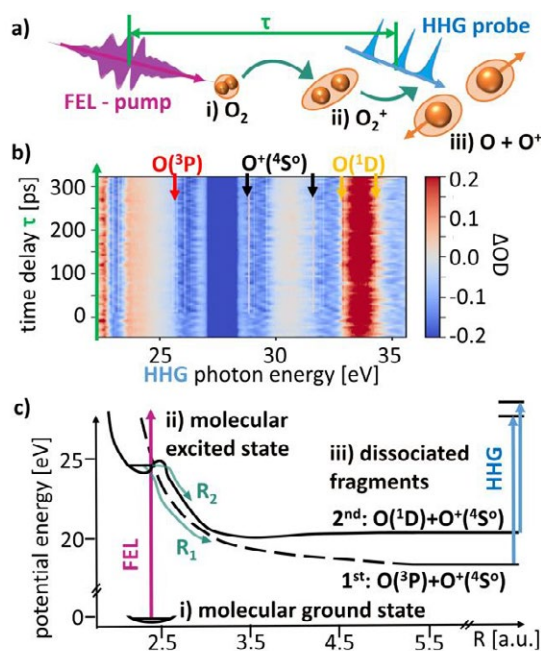 a)
τ
HHG probe
FEL - pump
i) O₂
ii) O₂⁺
iii) O + O⁺
b)
O(³P)
O⁺(⁴Sᵒ)
O(¹D)
time delay τ [ps]
300
200
100
0
25
30
35
HHG photon energy [eV]
0.2
0.1
0.0
-0.1
-0.2
ΔOD
c)
potential energy [eV]
25
20
0
ii) molecular
excited state
iii) dissociated
fragments
HHG
R₂
R₁
FEL
2ⁿᵈ: O(¹D)+O⁺(⁴Sᵒ)
1ˢᵗ: O(³P)+O⁺(⁴Sᵒ)
i) molecular ground state
2.5
3.5
4.5
5.5
R [a.u.]